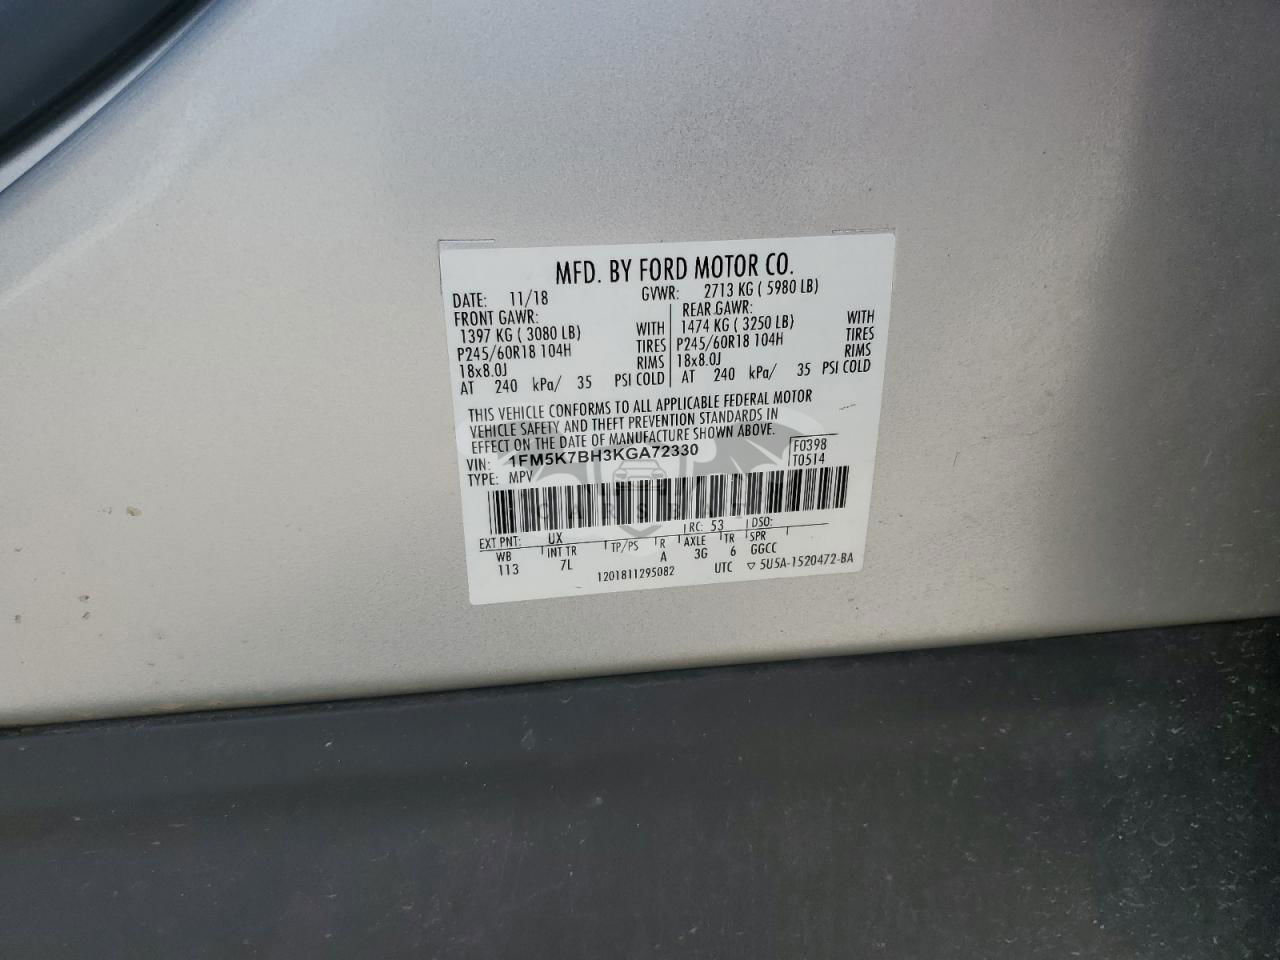 MFD. BY FORD MOTOR CO.
DATE: 11/18 GVWR: 2713 KG ( 5980 LB)
FRONT GAWR: REAR GAWR:
1397 KG ( 3080 LB) WITH 1474 KG ( 3250 LB) WITH
P245/60R18 104H TIRES P245/60R18 104H TIRES
18x8.0J RIMS 18x8.0J RIMS
AT 240 kPa/ 35 PSI COLD AT 240 kPa/ 35 PSI COLD
THIS VEHICLE CONFORMS TO ALL APPLICABLE FEDERAL MOTOR
VEHICLE SAFETY AND THEFT PREVENTION STANDARDS IN
EFFECT ON THE DATE OF MANUFACTURE SHOWN ABOVE.
VIN: 1FM5K7BH3KGA72330 F0398
TYPE: MPV T0514
EXT PNT: UX RC: 53 DSO:
WB INT TR TP/PS R AXLE TR SPR
113 7L A 3G 6 GGCC
1201811295082 UTC ▽ 5U5A-1520472-BA